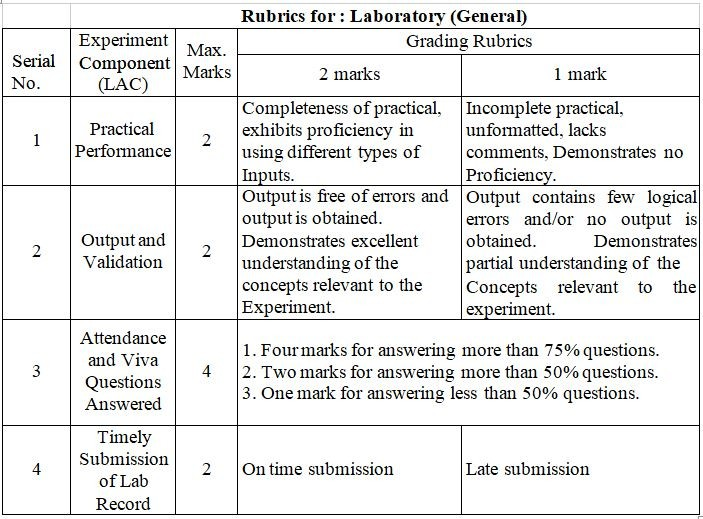 Rubrics for : Laboratory (General)
Serial No.
Experiment Component (LAC)
Max. Marks
Grading Rubrics
2 marks
1 mark
1
Practical
Performance
2
Completeness of practical,
exhibits proficiency in
using different types of
Inputs.
Incomplete practical,
unformatted, lacks
comments, Demonstrates no
Proficiency.
2
Output and
Validation
2
Output is free of errors and
output is obtained.
Demonstrates excellent
understanding of the
concepts relevant to the
Experiment.
Output contains few logical
errors and/or no output is
obtained. Demonstrates
partial understanding of the
Concepts relevant to the
experiment.
3
Attendance
and Viva
Questions
Answered
4
1. Four marks for answering more than 75% questions.
2. Two marks for answering more than 50% questions.
3. One mark for answering less than 50% questions.
4
Timely
Submission
of Lab
Record
2
On time submission
Late submission